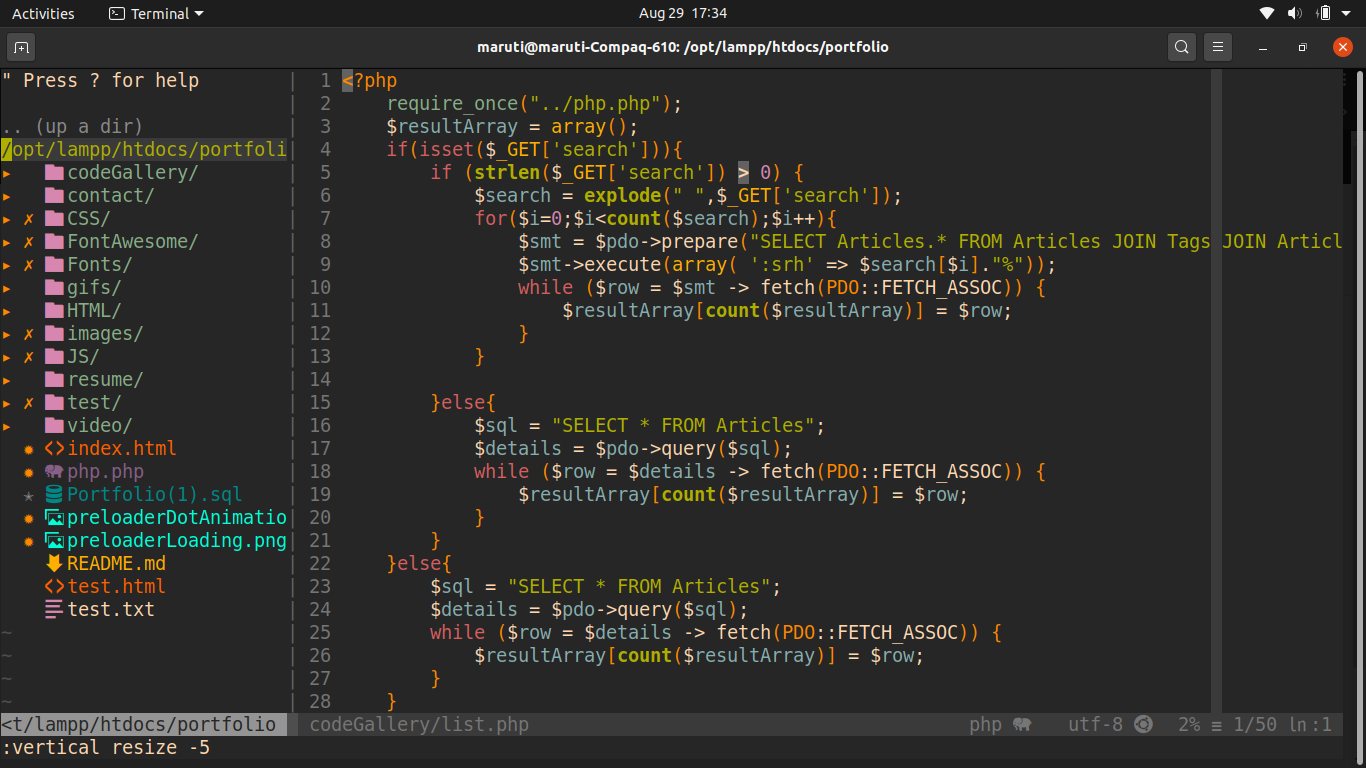 Activities Terminal Aug 29 17:34
maruti@maruti-Compaq-610: /opt/lampp/htdocs/portfolio
" Press ? for help
.. (up a dir)
/opt/lampp/htdocs/portfoli
▸ codeGallery/
▸ contact/
▸ ✗ CSS/
▸ ✗ FontAwesome/
▸ ✗ Fonts/
▸ gifs/
▸ HTML/
▸ ✗ images/
▸ ✗ JS/
▸ resume/
▸ ✗ test/
▸ video/
index.html
php.php
Portfolio(1).sql
preloaderDotAnimatio
preloaderLoading.png
README.md
test.html
test.txt
~
~
~
~
<t/lampp/htdocs/portfolio
1 <?php
2     require_once("../php.php");
3     $resultArray = array();
4     if(isset($_GET['search'])){
5         if (strlen($_GET['search']) > 0) {
6             $search = explode(" ",$_GET['search']);
7             for($i=0;$i<count($search);$i++){
8                 $smt = $pdo->prepare("SELECT Articles.* FROM Articles JOIN Tags JOIN Articl
9                 $smt->execute(array( ':srh' => $search[$i]."%"));
10                 while ($row = $smt -> fetch(PDO::FETCH_ASSOC)) {
11                     $resultArray[count($resultArray)] = $row;
12                 }
13             }
14
15         }else{
16             $sql = "SELECT * FROM Articles";
17             $details = $pdo->query($sql);
18             while ($row = $details -> fetch(PDO::FETCH_ASSOC)) {
19                 $resultArray[count($resultArray)] = $row;
20             }
21         }
22     }else{
23         $sql = "SELECT * FROM Articles";
24         $details = $pdo->query($sql);
25         while ($row = $details -> fetch(PDO::FETCH_ASSOC)) {
26             $resultArray[count($resultArray)] = $row;
27         }
28     }
codeGallery/list.php php utf-8 2% ≡ 1/50 ln:1
:vertical resize -5